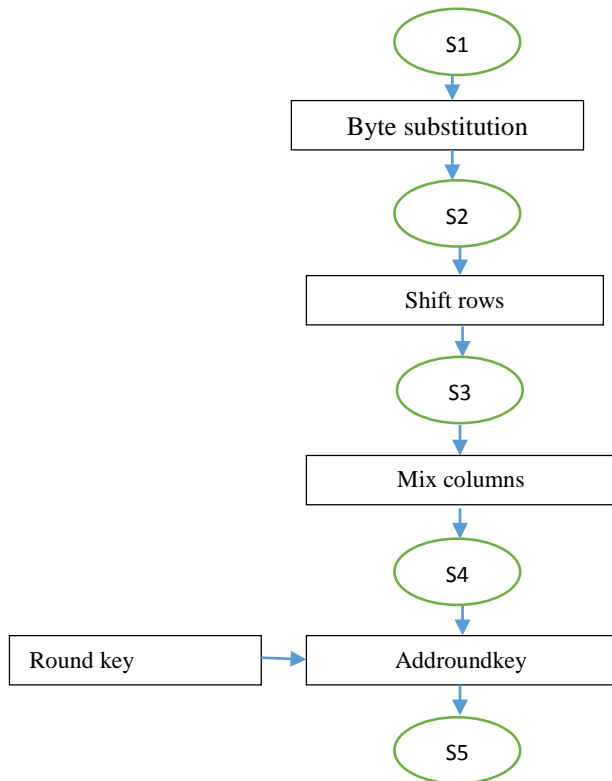 S1
Byte substitution
S2
Shift rows
S3
Mix columns
S4
Round key
Addroundkey
S5